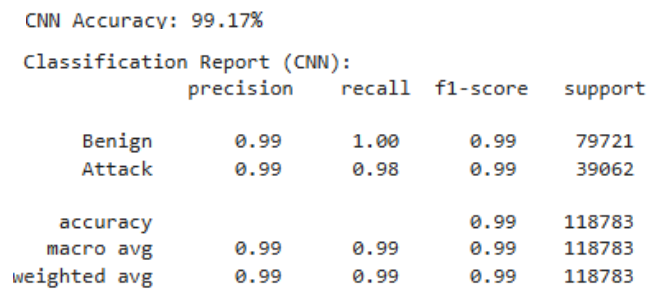 CNN Accuracy: 99.17%
Classification Report (CNN):
precision recall f1-score support
Benign 0.99 1.00 0.99 79721
Attack 0.99 0.98 0.99 39062
accuracy 0.99 118783
macro avg 0.99 0.99 0.99 118783
weighted avg 0.99 0.99 0.99 118783